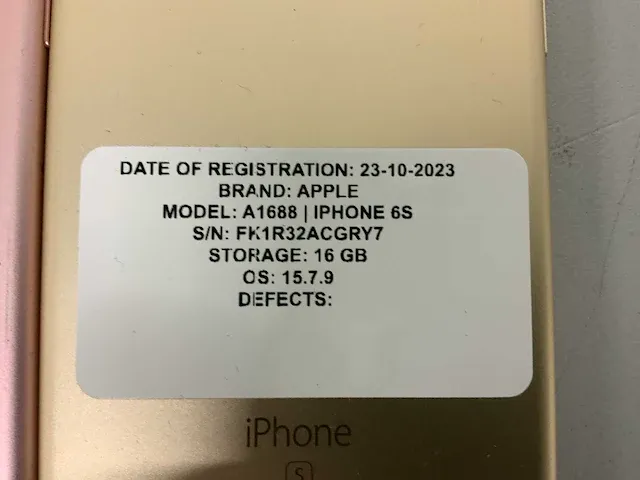 DATE OF REGISTRATION: 23-10-2023
BRAND: APPLE
MODEL: A1688 | IPHONE 6S
S/N: FK1R32ACGRY7
STORAGE: 16 GB
OS: 15.7.9
DEFECTS:
iPhone
S